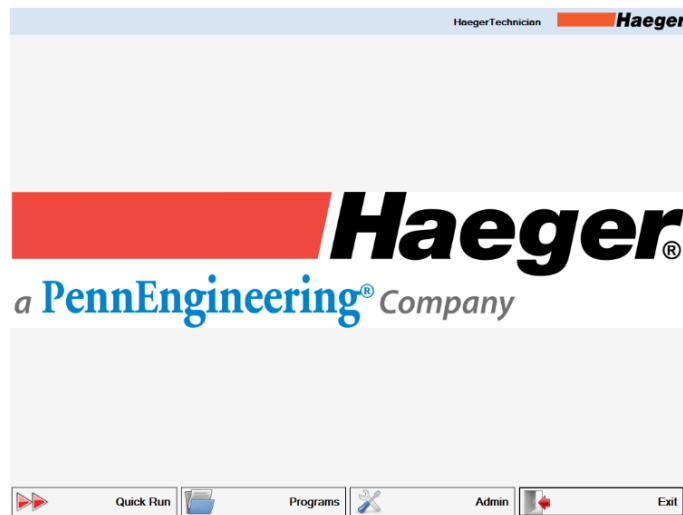 HaegerTechnician Haeger
Haeger®
a PennEngineering® Company
Quick Run Programs Admin Exit